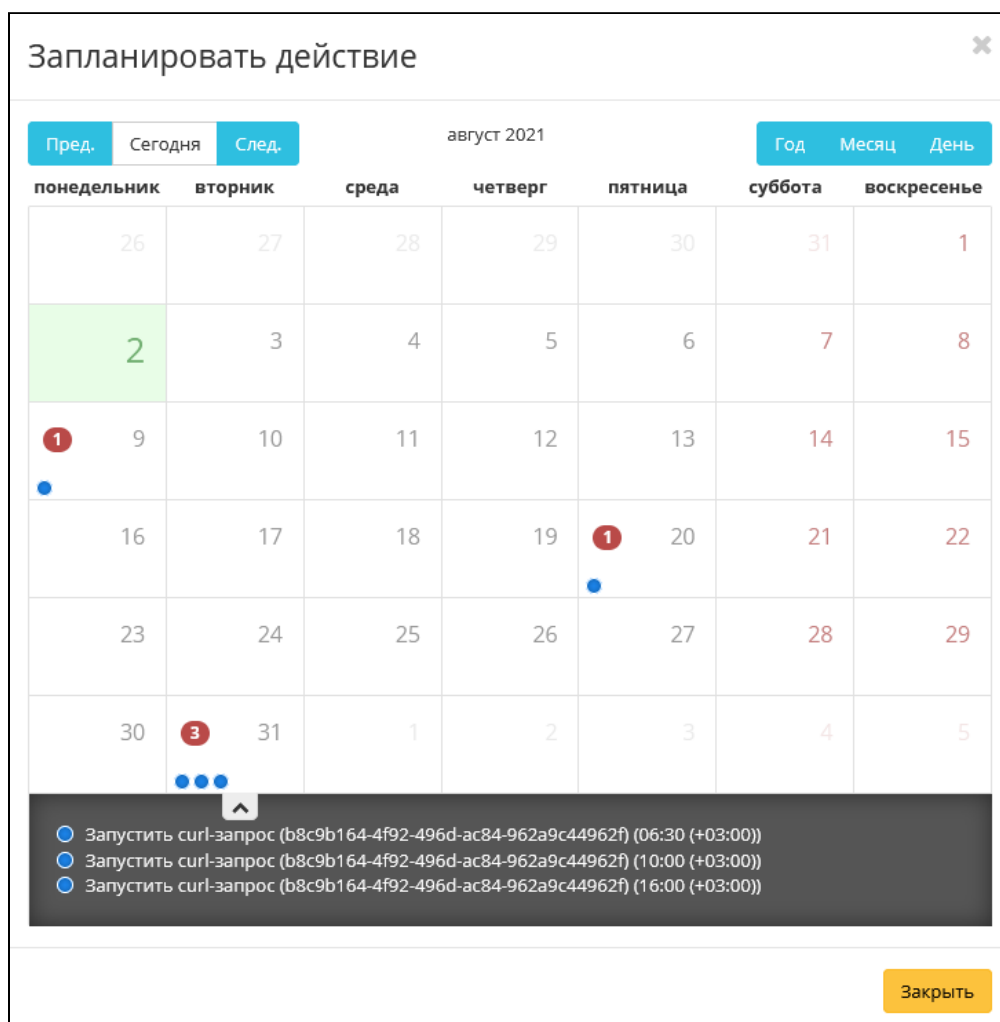 Запланировать действие ×
Пред. Сегодня След. август 2021 Год Месяц День
понедельник вторник среда четверг пятница суббота воскресенье
26 27 28 29 30 31 1
2 3 4 5 6 7 8
1 9 10 11 12 13 14 15
16 17 18 19 1 20 21 22
23 24 25 26 27 28 29
30 3 31 1 2 3 4 5
Запустить curl-запрос (b8c9b164-4f92-496d-ac84-962a9c44962f) (06:30 (+03:00))
Запустить curl-запрос (b8c9b164-4f92-496d-ac84-962a9c44962f) (10:00 (+03:00))
Запустить curl-запрос (b8c9b164-4f92-496d-ac84-962a9c44962f) (16:00 (+03:00))
Закрыть